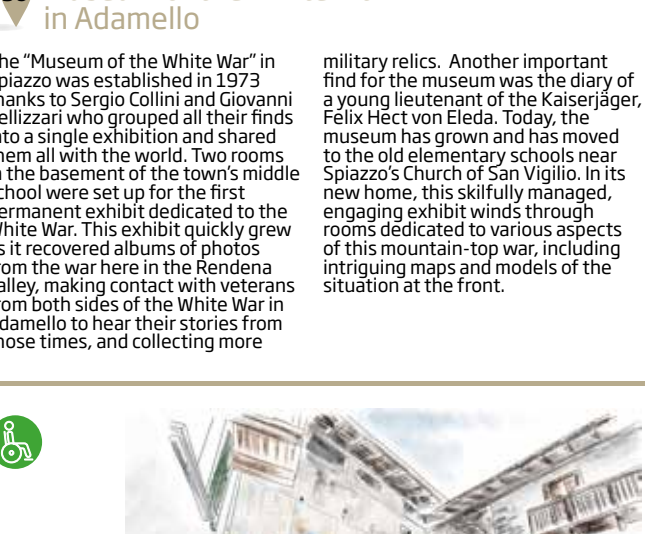 in Adamello
he “Museum of the White War” in
piazzo was established in 1973
hanks to Sergio Collini and Giovanni
ellizzari who grouped all their finds
nto a single exhibition and shared
hem all with the world. Two rooms
n the basement of the town’s middle
chool were set up for the first
ermanent exhibit dedicated to the
White War. This exhibit quickly grew
s it recovered albums of photos
rom the war here in the Rendena
alley, making contact with veterans
rom both sides of the White War in
damello to hear their stories from
hose times, and collecting more
military relics. Another important
find for the museum was the diary of
a young lieutenant of the Kaiserjäger,
Felix Hect von Eleda. Today, the
museum has grown and has moved
to the old elementary schools near
Spiazzo’s Church of San Vigilio. In its
new home, this skilfully managed,
engaging exhibit winds through
rooms dedicated to various aspects
of this mountain-top war, including
intriguing maps and models of the
situation at the front.